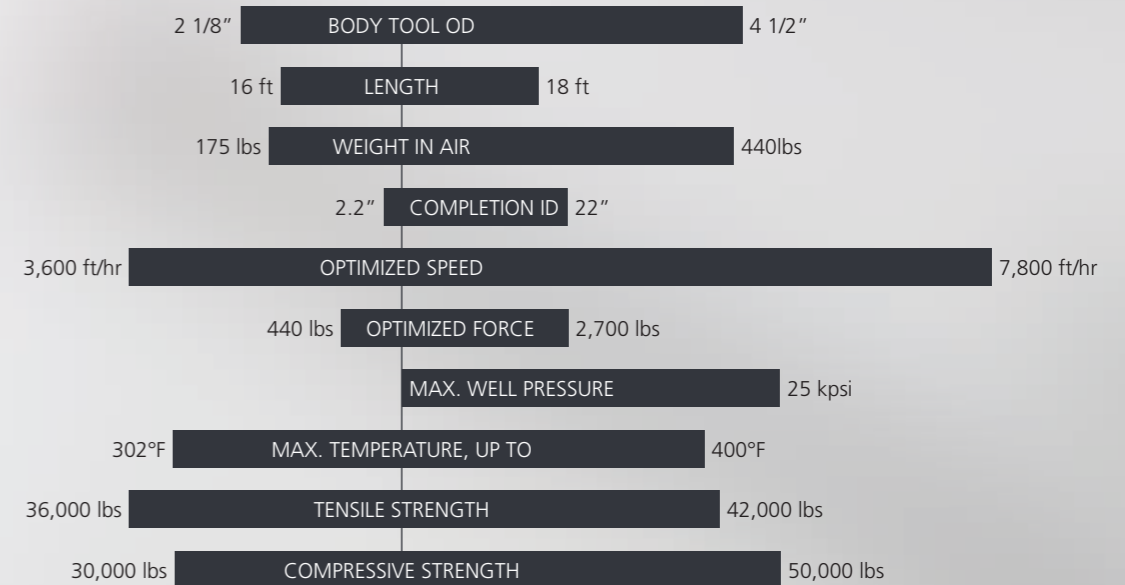 2 1/8” BODY TOOL OD 4 1/2”
16 ft LENGTH 18 ft
175 lbs WEIGHT IN AIR 440lbs
2.2” COMPLETION ID 22”
3,600 ft/hr OPTIMIZED SPEED 7,800 ft/hr
440 lbs OPTIMIZED FORCE 2,700 lbs
MAX. WELL PRESSURE 25 kpsi
302°F MAX. TEMPERATURE, UP TO 400°F
36,000 lbs TENSILE STRENGTH 42,000 lbs
30,000 lbs COMPRESSIVE STRENGTH 50,000 lbs